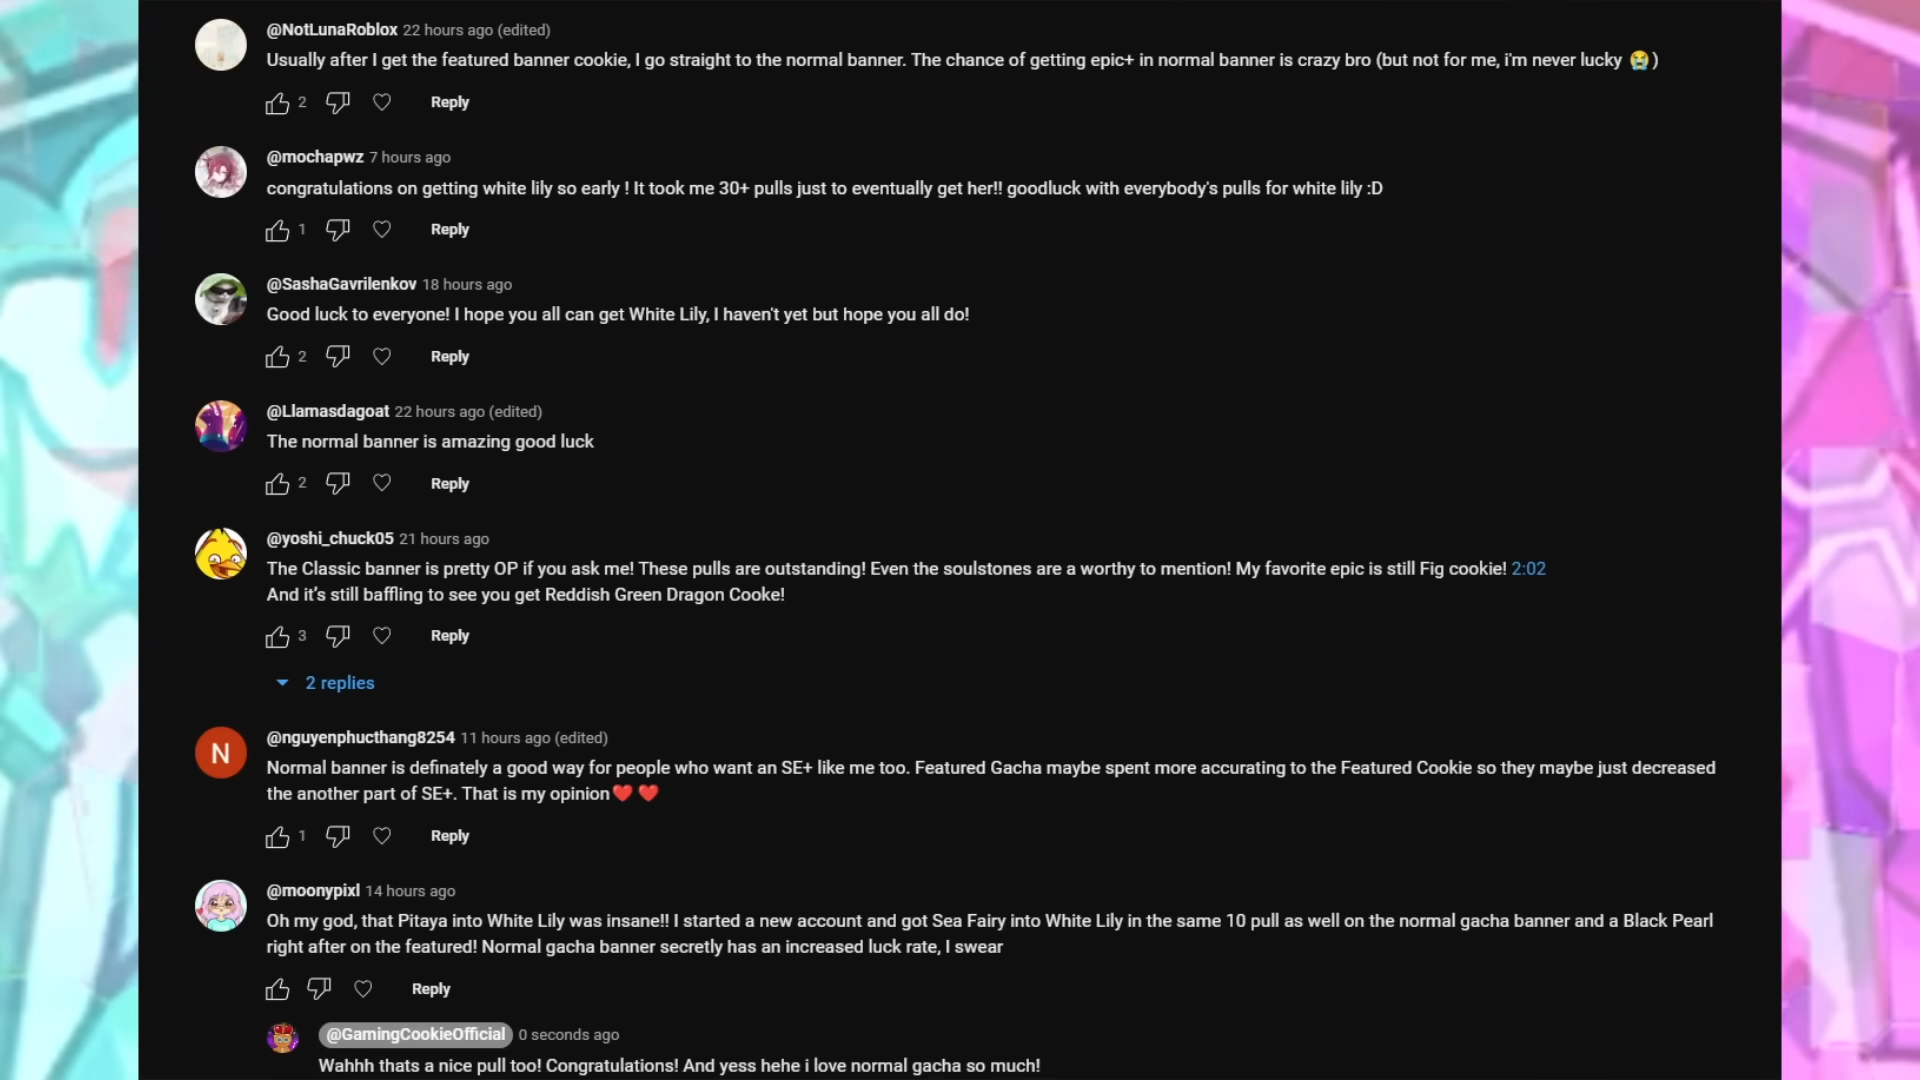 @NotLunaRoblox 22 hours ago (edited)
Usually after I get the featured banner cookie, I go straight to the normal banner. The chance of getting epic+ in normal banner is crazy bro (but not for me, i'm never lucky 😭)
2 Reply
@mochapwz 7 hours ago
congratulations on getting white lily so early ! It took me 30+ pulls just to eventually get her!! goodluck with everybody's pulls for white lily :D
1 Reply
@SashaGavrilenkov 18 hours ago
Good luck to everyone! I hope you all can get White Lily, I haven't yet but hope you all do!
2 Reply
@Llamasdagoat 22 hours ago (edited)
The normal banner is amazing good luck
2 Reply
@yoshi_chuck05 21 hours ago
The Classic banner is pretty OP if you ask me! These pulls are outstanding! Even the soulstones are a worthy to mention! My favorite epic is still Fig cookie! 2:02
And it's still baffling to see you get Reddish Green Dragon Cooke!
3 Reply
2 replies
N
@nguyenphucthang8254 11 hours ago (edited)
Normal banner is definately a good way for people who want an SE+ like me too. Featured Gacha maybe spent more accurating to the Featured Cookie so they maybe just decreased
the another part of SE+. That is my opinion❤️ ❤️
1 Reply
@moonypixl 14 hours ago
Oh my god, that Pitaya into White Lily was insane!! I started a new account and got Sea Fairy into White Lily in the same 10 pull as well on the normal gacha banner and a Black Pearl
right after on the featured! Normal gacha banner secretly has an increased luck rate, I swear
Reply
@GamingCookieOfficial 0 seconds ago
Wahhh thats a nice pull too! Congratulations! And yess hehe i love normal gacha so much!